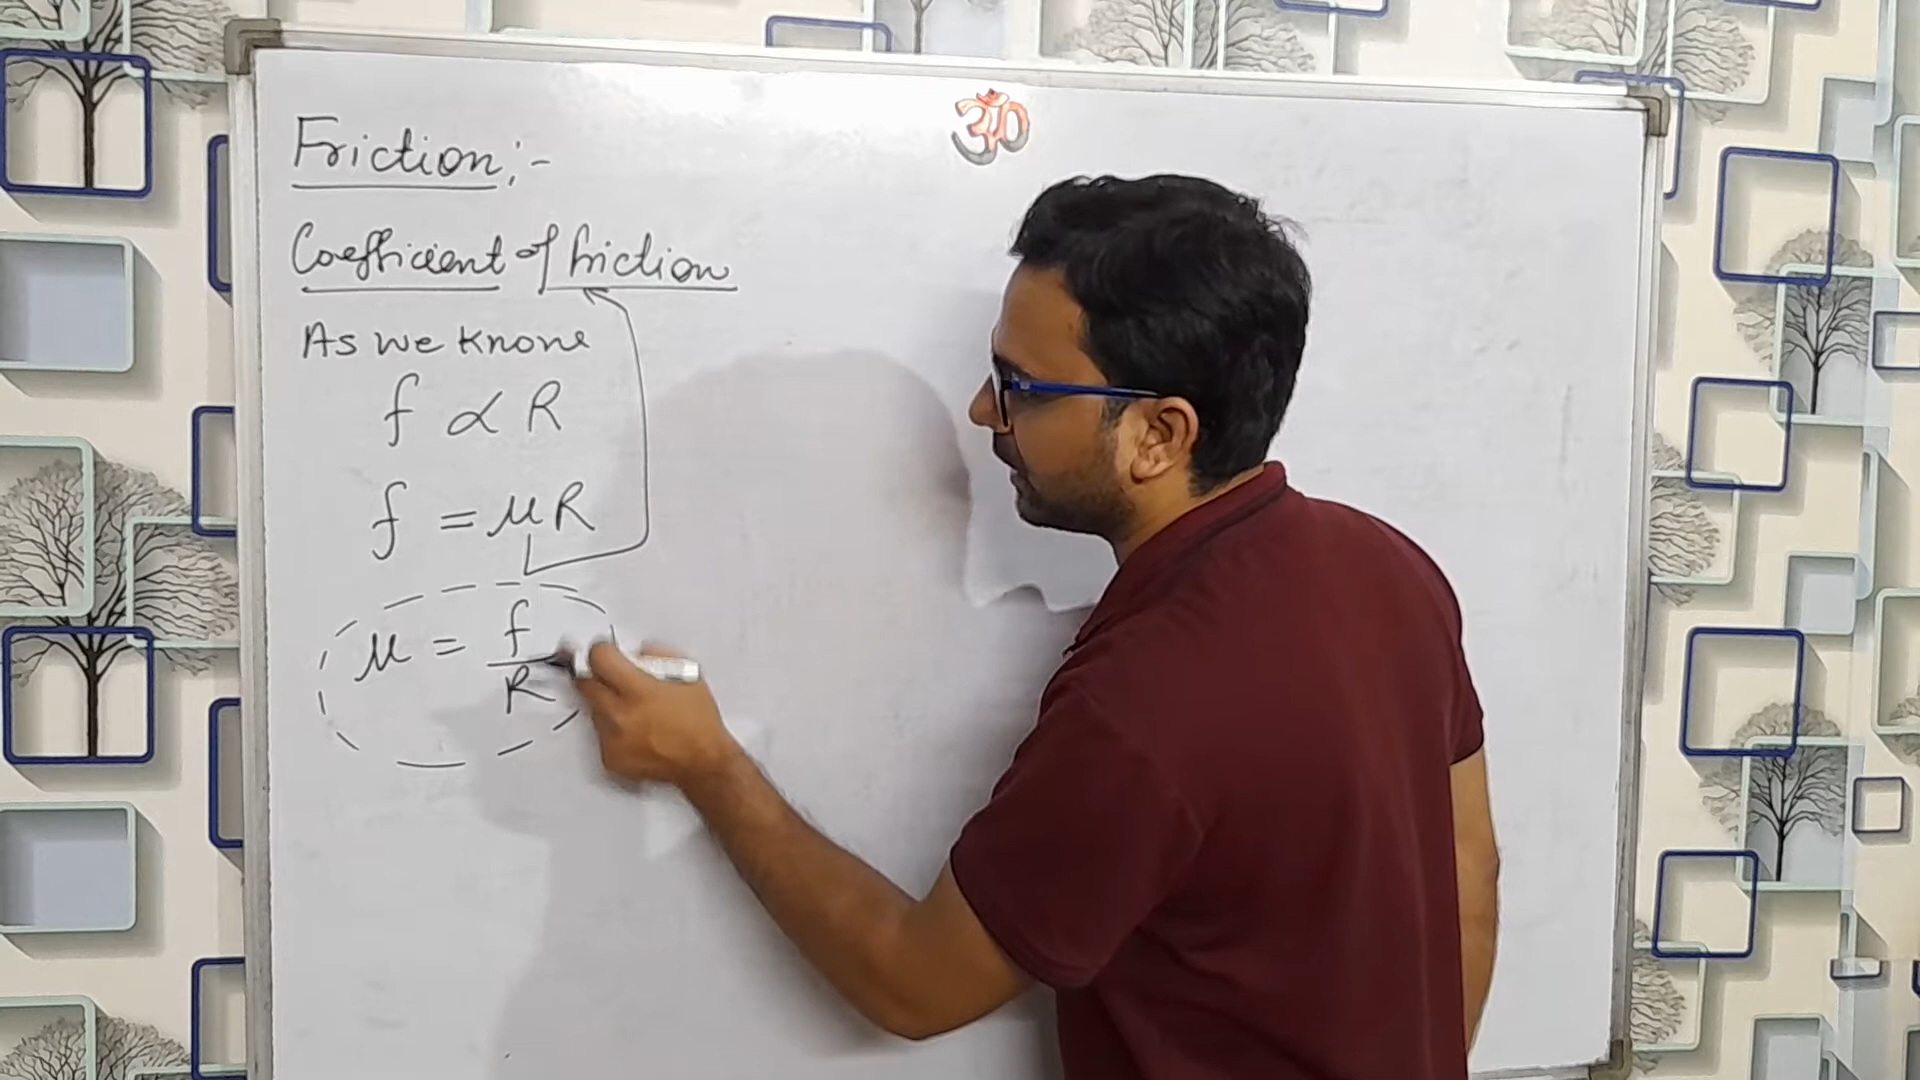 Friction :-
Coefficient of friction
As we know
f ∝ R
f = μR
μ = f/R
ॐ